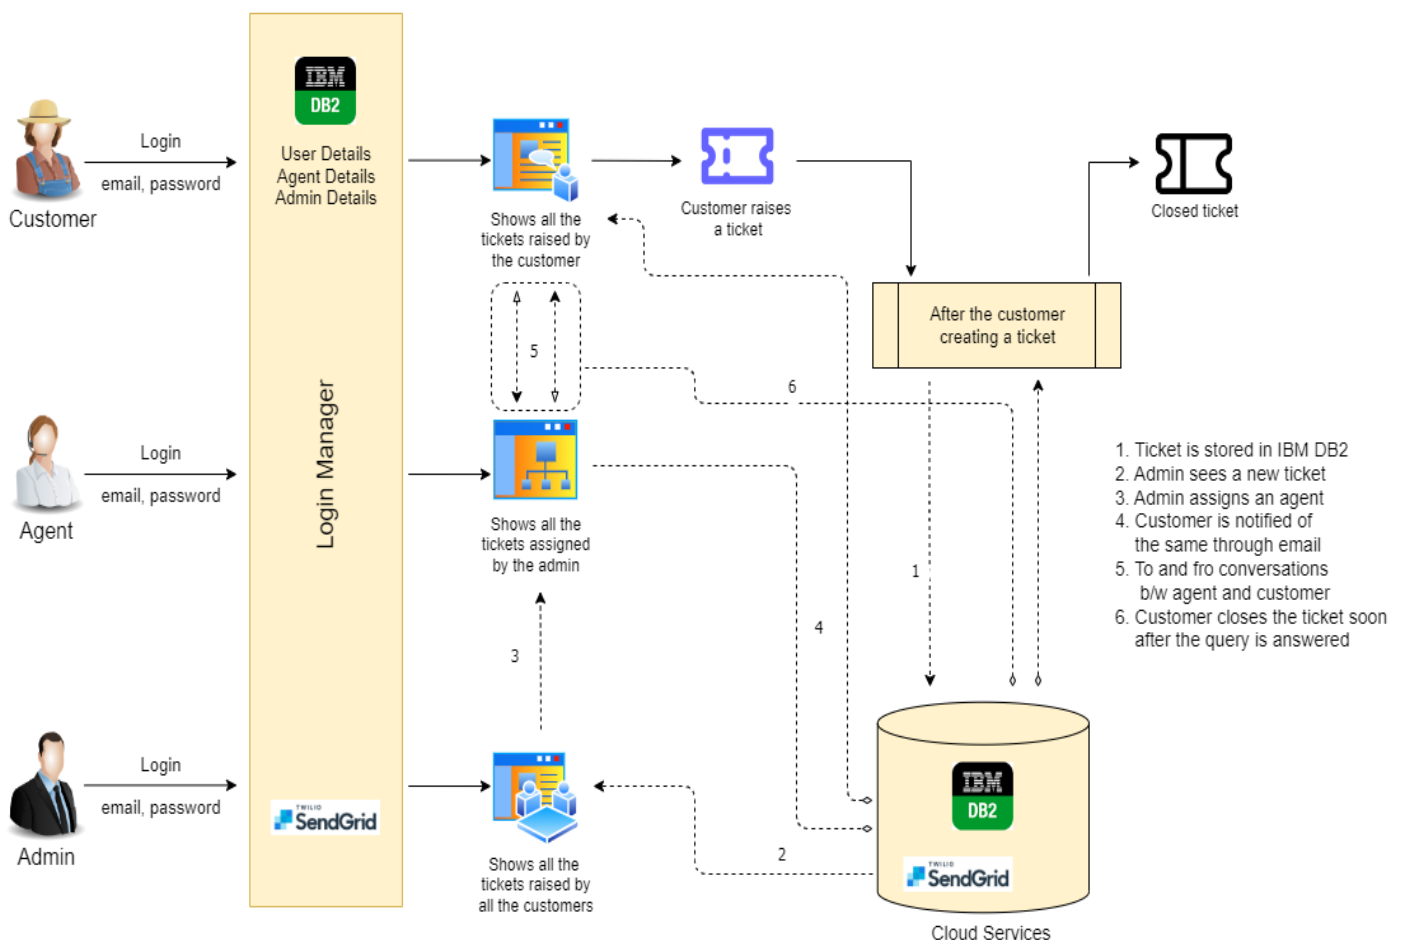 IBM
DB2
User Details
Agent Details
Admin Details
Login Manager
TWILIO
SendGrid
Login
email, password
Customer
Login
email, password
Agent
Login
email, password
Admin
Shows all the
tickets raised by
the customer
Customer raises
a ticket
Closed ticket
After the customer
creating a ticket
5
6
Shows all the
tickets assigned
by the admin
1
4
3
2
Shows all the
tickets raised by
all the customers
1. Ticket is stored in IBM DB2
2. Admin sees a new ticket
3. Admin assigns an agent
4. Customer is notified of
the same through email
5. To and fro conversations
b/w agent and customer
6. Customer closes the ticket soon
after the query is answered
IBM
DB2
TWILIO
SendGrid
Cloud Services